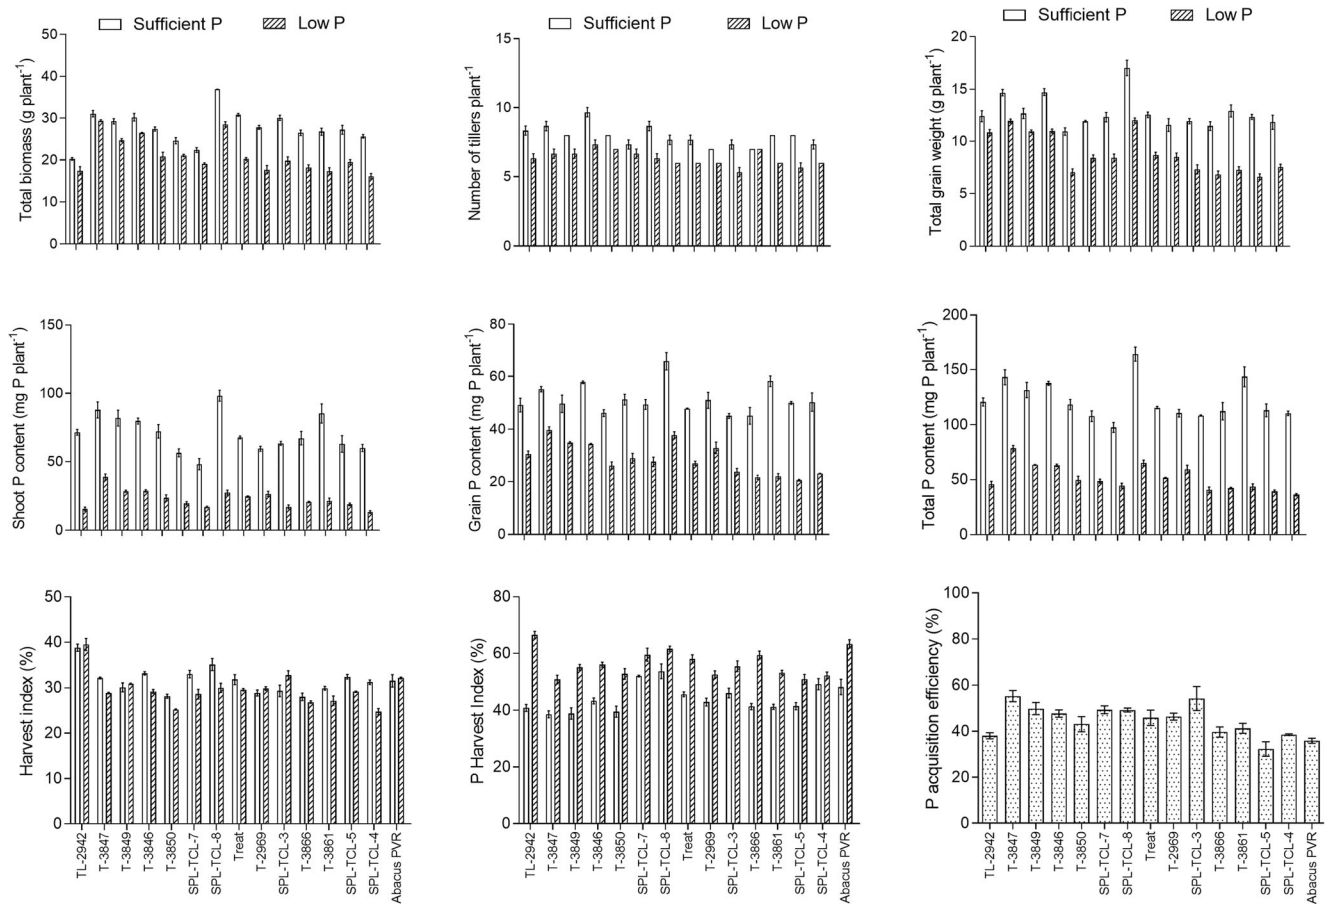 Sufficient P Low P
Total biomass (g plant-1)
50
40
30
20
10
0
Sufficient P Low P
Number of tillers plant-1
15
10
5
0
Sufficient P Low P
Total grain weight (g plant-1)
20
15
10
5
0
Shoot P content (mg P plant-1)
150
100
50
0
Grain P content (mg P plant-1)
80
60
40
20
0
Total P content (mg P plant-1)
200
150
100
50
0
Harvest index (%)
50
40
30
20
10
0
TL-2942
T-3847
T-3849
T-3846
T-3850
SPL-TCL-7
SPL-TCL-8
Treat
T-2969
SPL-TCL-3
T-3866
T-3861
SPL-TCL-5
SPL-TCL-4
Abacus PVR
P Harvest Index (%)
80
60
40
20
0
TL-2942
T-3847
T-3849
T-3846
T-3850
SPL-TCL-7
SPL-TCL-8
Treat
T-2969
SPL-TCL-3
T-3866
T-3861
SPL-TCL-5
SPL-TCL-4
Abacus PVR
P acquisition efficiency (%)
100
80
60
40
20
0
TL-2942
T-3847
T-3849
T-3846
T-3850
SPL-TCL-7
SPL-TCL-8
Treat
T-2969
SPL-TCL-3
T-3866
T-3861
SPL-TCL-5
SPL-TCL-4
Abacus PVR